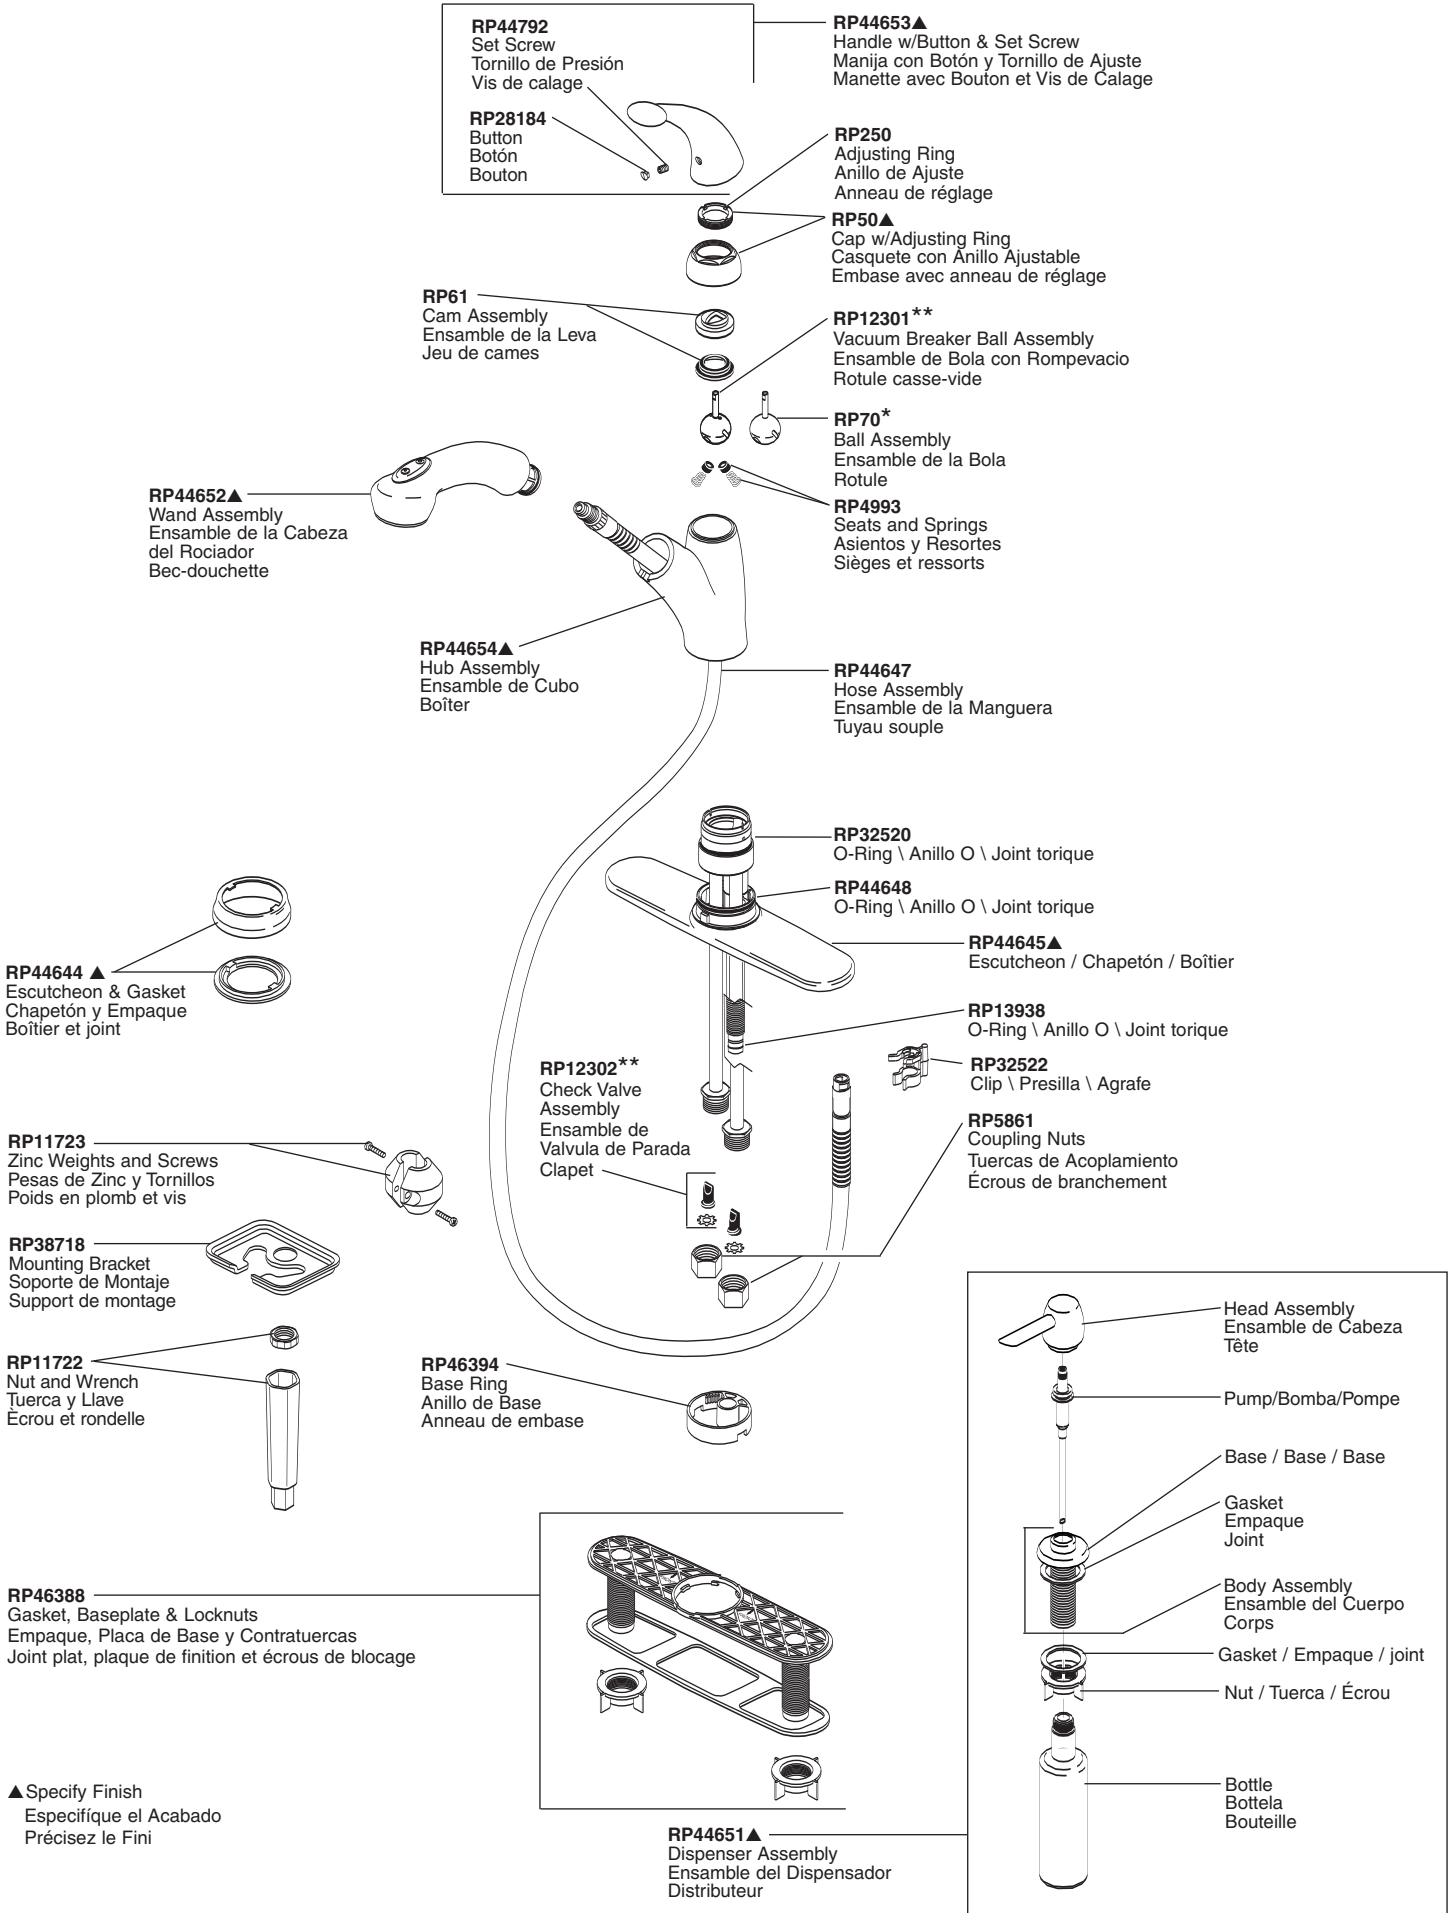 RP44792
Set Screw
Tornillo de Presión
Vis de calage
RP28184
Button
Botón
Bouton
RP44653▲
Handle w/Button & Set Screw
Manija con Botón y Tornillo de Ajuste
Manette avec Bouton et Vis de Calage
RP250
Adjusting Ring
Anillo de Ajuste
Anneau de réglage
RP50▲
Cap w/Adjusting Ring
Casquete con Anillo Ajustable
Embase avec anneau de réglage
RP61
Cam Assembly
Ensamble de la Leva
Jeu de cames
RP12301**
Vacuum Breaker Ball Assembly
Ensamble de Bola con Rompevacio
Rotule casse-vide
RP70*
Ball Assembly
Ensamble de la Bola
Rotule
RP44652▲
Wand Assembly
Ensamble de la Cabeza
del Rociador
Bec-douchette
RP4993
Seats and Springs
Asientos y Resortes
Sièges et ressorts
RP44654▲
Hub Assembly
Ensamble de Cubo
Boîter
RP44647
Hose Assembly
Ensamble de la Manguera
Tuyau souple
RP32520
O-Ring \ Anillo O \ Joint torique
RP44648
O-Ring \ Anillo O \ Joint torique
RP44645▲
Escutcheon / Chapetón / Boîtier
RP44644 ▲
Escutcheon & Gasket
Chapetón y Empaque
Boîtier et joint
RP13938
O-Ring \ Anillo O \ Joint torique
RP32522
Clip \ Presilla \ Agrafe
RP12302**
Check Valve
Assembly
Ensamble de
Valvula de Parada
Clapet
RP5861
Coupling Nuts
Tuercas de Acoplamiento
Écrous de branchement
RP11723
Zinc Weights and Screws
Pesas de Zinc y Tornillos
Poids en plomb et vis
RP38718
Mounting Bracket
Soporte de Montaje
Support de montage
RP11722
Nut and Wrench
Tuerca y Llave
Ècrou et rondelle
RP46394
Base Ring
Anillo de Base
Anneau de embase
Head Assembly
Ensamble de Cabeza
Tête
Pump/Bomba/Pompe
Base / Base / Base
Gasket
Empaque
Joint
Body Assembly
Ensamble del Cuerpo
Corps
Gasket / Empaque / joint
Nut / Tuerca / Écrou
Bottle
Bottela
Bouteille
RP46388
Gasket, Baseplate & Locknuts
Empaque, Placa de Base y Contratuercas
Joint plat, plaque de finition et écrous de blocage
▲Specify Finish
Especifíque el Acabado
Précisez le Fini
RP44651▲
Dispenser Assembly
Ensamble del Dispensador
Distributeur